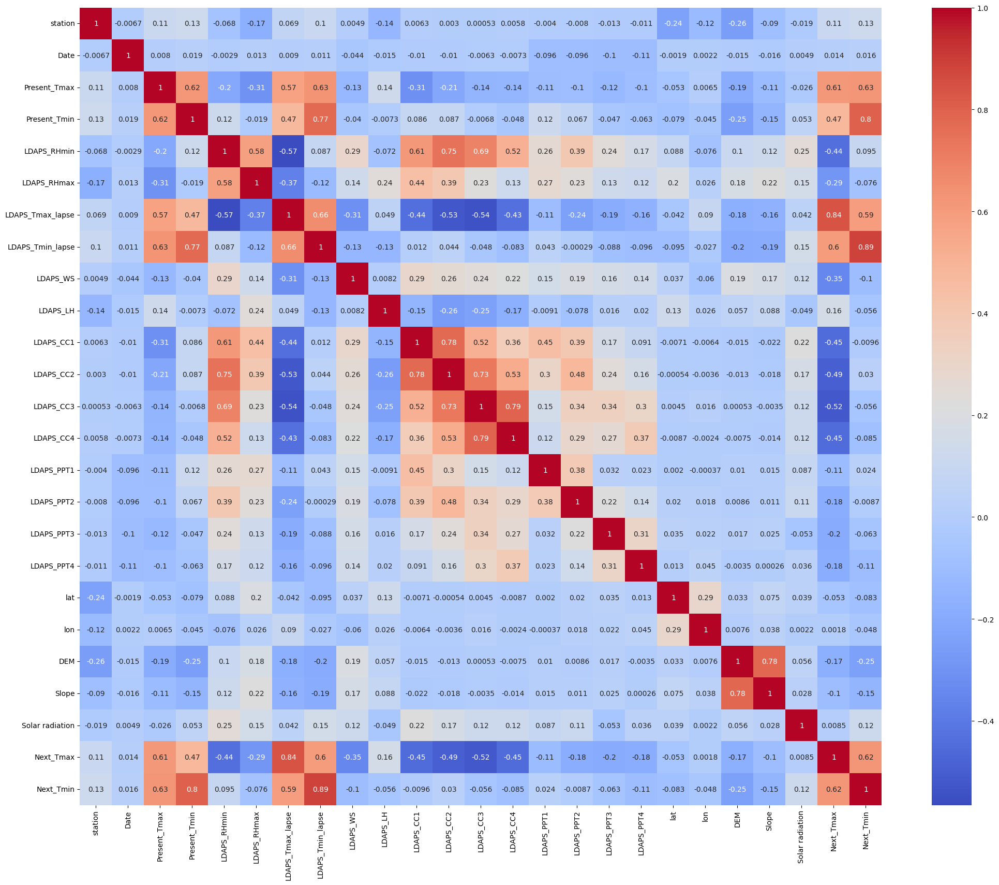 station 1 -0.0067 0.11 0.13 -0.068 -0.17 0.069 0.1 0.0049 -0.14 0.0063 0.003 0.00053 0.0058 -0.004 -0.008 -0.013 -0.011 -0.24 -0.12 -0.26 -0.09 -0.019 0.11 0.13
Date -0.0067 1 0.008 0.019 -0.0029 0.013 0.009 0.011 -0.044 -0.015 -0.01 -0.01 -0.0063 -0.0073 -0.096 -0.096 -0.1 -0.11 -0.0019 0.0022 -0.015 -0.016 0.0049 0.014 0.016
Present_Tmax 0.11 0.008 1 0.62 -0.2 -0.31 0.57 0.63 -0.13 0.14 -0.31 -0.21 -0.14 -0.14 -0.11 -0.1 -0.12 -0.1 -0.053 0.0065 -0.19 -0.11 -0.026 0.61 0.63
Present_Tmin 0.13 0.019 0.62 1 0.12 -0.019 0.47 0.77 -0.04 -0.0073 0.086 0.087 -0.0068 -0.048 0.12 0.067 -0.047 -0.063 -0.079 -0.045 -0.25 -0.15 0.053 0.47 0.8
LDAPS_RHmin -0.068 -0.0029 -0.2 0.12 1 0.58 -0.57 0.087 0.29 -0.072 0.61 0.75 0.69 0.52 0.26 0.39 0.24 0.17 0.088 -0.076 0.1 0.12 0.25 -0.44 0.095
LDAPS_RHmax -0.17 0.013 -0.31 -0.019 0.58 1 -0.37 -0.12 0.14 0.24 0.44 0.39 0.23 0.13 0.27 0.23 0.13 0.12 0.2 0.026 0.18 0.22 0.15 -0.29 -0.076
LDAPS_Tmax_lapse 0.069 0.009 0.57 0.47 -0.57 -0.37 1 0.66 -0.31 0.049 -0.44 -0.53 -0.54 -0.43 -0.11 -0.24 -0.19 -0.16 -0.042 0.09 -0.18 -0.16 0.042 0.84 0.59
LDAPS_Tmin_lapse 0.1 0.011 0.63 0.77 0.087 -0.12 0.66 1 -0.13 -0.13 0.012 0.044 -0.048 -0.083 0.043 -0.00029 -0.088 -0.096 -0.095 -0.027 -0.2 -0.19 0.15 0.6 0.89
LDAPS_WS 0.0049 -0.044 -0.13 -0.04 0.29 0.14 -0.31 -0.13 1 0.0082 0.29 0.26 0.24 0.22 0.15 0.19 0.16 0.14 0.037 -0.06 0.19 0.17 0.12 -0.35 -0.1
LDAPS_LH -0.14 -0.015 0.14 -0.0073 -0.072 0.24 0.049 -0.13 0.0082 1 -0.15 -0.26 -0.25 -0.17 -0.0091 -0.078 0.016 0.02 0.13 0.026 0.057 0.088 -0.049 0.16 -0.056
LDAPS_CC1 0.0063 -0.01 -0.31 0.086 0.61 0.44 -0.44 0.012 0.29 -0.15 1 0.78 0.52 0.36 0.45 0.39 0.17 0.091 -0.0071 -0.0064 -0.015 -0.022 0.22 -0.45 -0.0096
LDAPS_CC2 0.003 -0.01 -0.21 0.087 0.75 0.39 -0.53 0.044 0.26 -0.26 0.78 1 0.73 0.53 0.3 0.48 0.24 0.16 -0.00054 -0.0036 -0.013 -0.018 0.17 -0.49 0.03
LDAPS_CC3 0.00053 -0.0063 -0.14 -0.0068 0.69 0.23 -0.54 -0.048 0.24 -0.25 0.52 0.73 1 0.79 0.15 0.34 0.34 0.3 0.0045 0.016 0.00053 -0.0035 0.12 -0.52 -0.056
LDAPS_CC4 0.0058 -0.0073 -0.14 -0.048 0.52 0.13 -0.43 -0.083 0.22 -0.17 0.36 0.53 0.79 1 0.12 0.29 0.27 0.37 -0.0087 -0.0024 -0.0075 -0.014 0.12 -0.45 -0.085
LDAPS_PPT1 -0.004 -0.096 -0.11 0.12 0.26 0.27 -0.11 0.043 0.15 -0.0091 0.45 0.3 0.15 0.12 1 0.38 0.032 0.023 0.002 -0.00037 0.01 0.015 0.087 -0.11 0.024
LDAPS_PPT2 -0.008 -0.096 -0.1 0.067 0.39 0.23 -0.24 -0.00029 0.19 -0.078 0.39 0.48 0.34 0.29 0.38 1 0.22 0.14 0.02 0.018 0.0086 0.011 0.11 -0.18 -0.0087
LDAPS_PPT3 -0.013 -0.1 -0.12 -0.047 0.24 0.13 -0.19 -0.088 0.16 0.016 0.17 0.24 0.34 0.27 0.032 0.22 1 0.31 0.035 0.022 0.017 0.025 -0.053 -0.2 -0.063
LDAPS_PPT4 -0.011 -0.11 -0.1 -0.063 0.17 0.12 -0.16 -0.096 0.14 0.02 0.091 0.16 0.3 0.37 0.023 0.14 0.31 1 0.013 0.045 -0.0035 0.00026 0.036 -0.18 -0.11
lat -0.24 -0.0019 -0.053 -0.079 0.088 0.2 -0.042 -0.095 0.037 0.13 -0.0071 -0.00054 0.0045 -0.0087 0.002 0.02 0.035 0.013 1 0.29 0.033 0.075 0.039 -0.053 -0.083
lon -0.12 0.0022 0.0065 -0.045 -0.076 0.026 0.09 -0.027 -0.06 0.026 -0.0064 -0.0036 0.016 -0.0024 -0.00037 0.018 0.022 0.045 0.29 1 0.0076 0.038 0.0022 0.0018 -0.048
DEM -0.26 -0.015 -0.19 -0.25 0.1 0.18 -0.18 -0.2 0.19 0.057 -0.015 -0.013 0.00053 -0.0075 0.01 0.0086 0.017 -0.0035 0.033 0.0076 1 0.78 0.056 -0.17 -0.25
Slope -0.09 -0.016 -0.11 -0.15 0.12 0.22 -0.16 -0.19 0.17 0.088 -0.022 -0.018 -0.0035 -0.014 0.015 0.011 0.025 0.00026 0.075 0.038 0.78 1 0.028 -0.1 -0.15
Solar radiation -0.019 0.0049 -0.026 0.053 0.25 0.15 0.042 0.15 0.12 -0.049 0.22 0.17 0.12 0.12 0.087 0.11 -0.053 0.036 0.039 0.0022 0.056 0.028 1 0.0085 0.12
Next_Tmax 0.11 0.014 0.61 0.47 -0.44 -0.29 0.84 0.6 -0.35 0.16 -0.45 -0.49 -0.52 -0.45 -0.11 -0.18 -0.2 -0.18 -0.053 0.0018 -0.17 -0.1 0.0085 1 0.62
Next_Tmin 0.13 0.016 0.63 0.8 0.095 -0.076 0.59 0.89 -0.1 -0.056 -0.0096 0.03 -0.056 -0.085 0.024 -0.0087 -0.063 -0.11 -0.083 -0.048 -0.25 -0.15 0.12 0.62 1
station Date Present_Tmax Present_Tmin LDAPS_RHmin LDAPS_RHmax LDAPS_Tmax_lapse LDAPS_Tmin_lapse LDAPS_WS LDAPS_LH LDAPS_CC1 LDAPS_CC2 LDAPS_CC3 LDAPS_CC4 LDAPS_PPT1 LDAPS_PPT2 LDAPS_PPT3 LDAPS_PPT4 lat lon DEM Slope Solar radiation Next_Tmax Next_Tmin
1.0
0.8
0.6
0.4
0.2
0.0
−0.2
−0.4